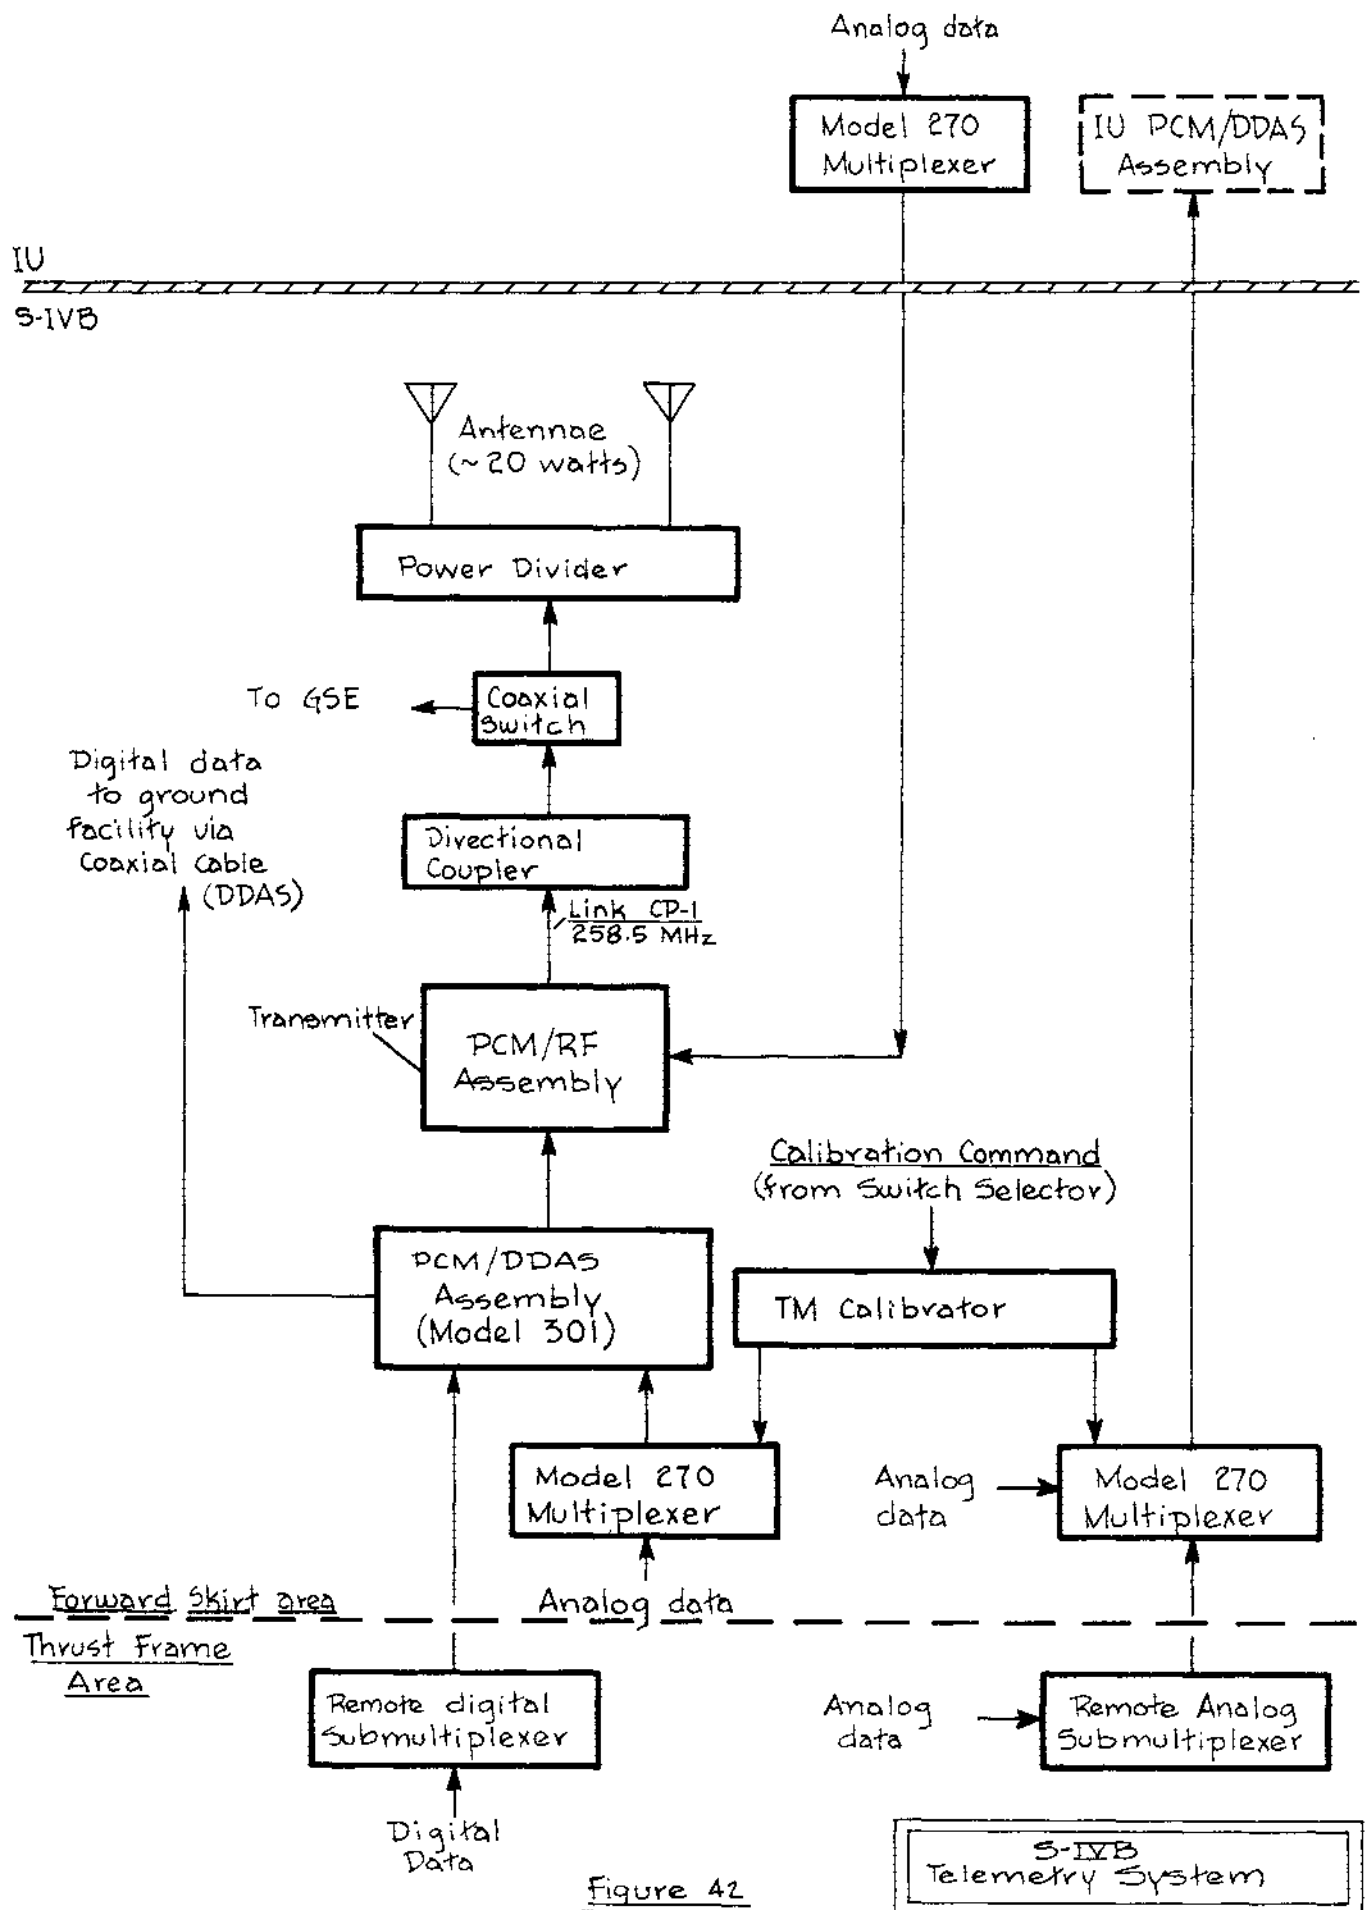 Analog data
Model 270
Multiplexer
IU PCM/DDAS
Assembly
IU
S-IVB
Antennae
(~20 watts)
Power Divider
To GSE
Coaxial
Switch
Digital data
to ground
facility via
Coaxial Cable
(DDAS)
Directional
Coupler
Link CP-1
258.5 MHz
Transmitter
PCM/RF
Assembly
Calibration Command
(from Switch Selector)
PCM/DDAS
Assembly
(Model 301)
TM Calibrator
Model 270
Multiplexer
Analog
data
Model 270
Multiplexer
Forward Skirt area
Analog data
Thrust Frame
Area
Remote digital
Submultiplexer
Analog
data
Remote Analog
Submultiplexer
Digital
Data
Figure 42
S-IVB
Telemetry System